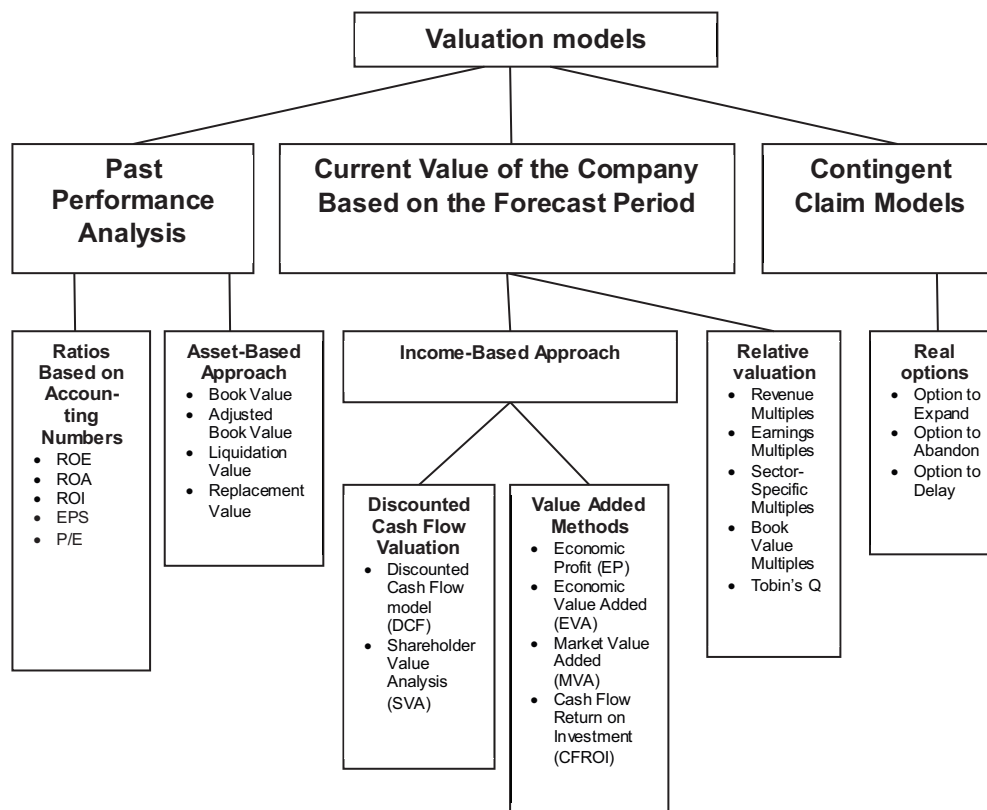 Valuation models
Past
Performance
Analysis
Current Value of the Company
Based on the Forecast Period
Contingent
Claim Models
Ratios
Based on
Accoun-
ting
Numbers
• ROE
• ROA
• ROI
• EPS
• P/E
Asset-Based
Approach
• Book Value
• Adjusted
Book Value
• Liquidation
Value
• Replacement
Value
Income-Based Approach
Discounted
Cash Flow
Valuation
• Discounted
Cash Flow
model
(DCF)
• Shareholder
Value
Analysis
(SVA)
Value Added
Methods
• Economic
Profit (EP)
• Economic
Value Added
(EVA)
• Market Value
Added
(MVA)
• Cash Flow
Return on
Investment
(CFROI)
Relative
valuation
• Revenue
Multiples
• Earnings
Multiples
• Sector-
Specific
Multiples
• Book
Value
Multiples
• Tobin's Q
Real
options
• Option to
Expand
• Option to
Abandon
• Option to
Delay